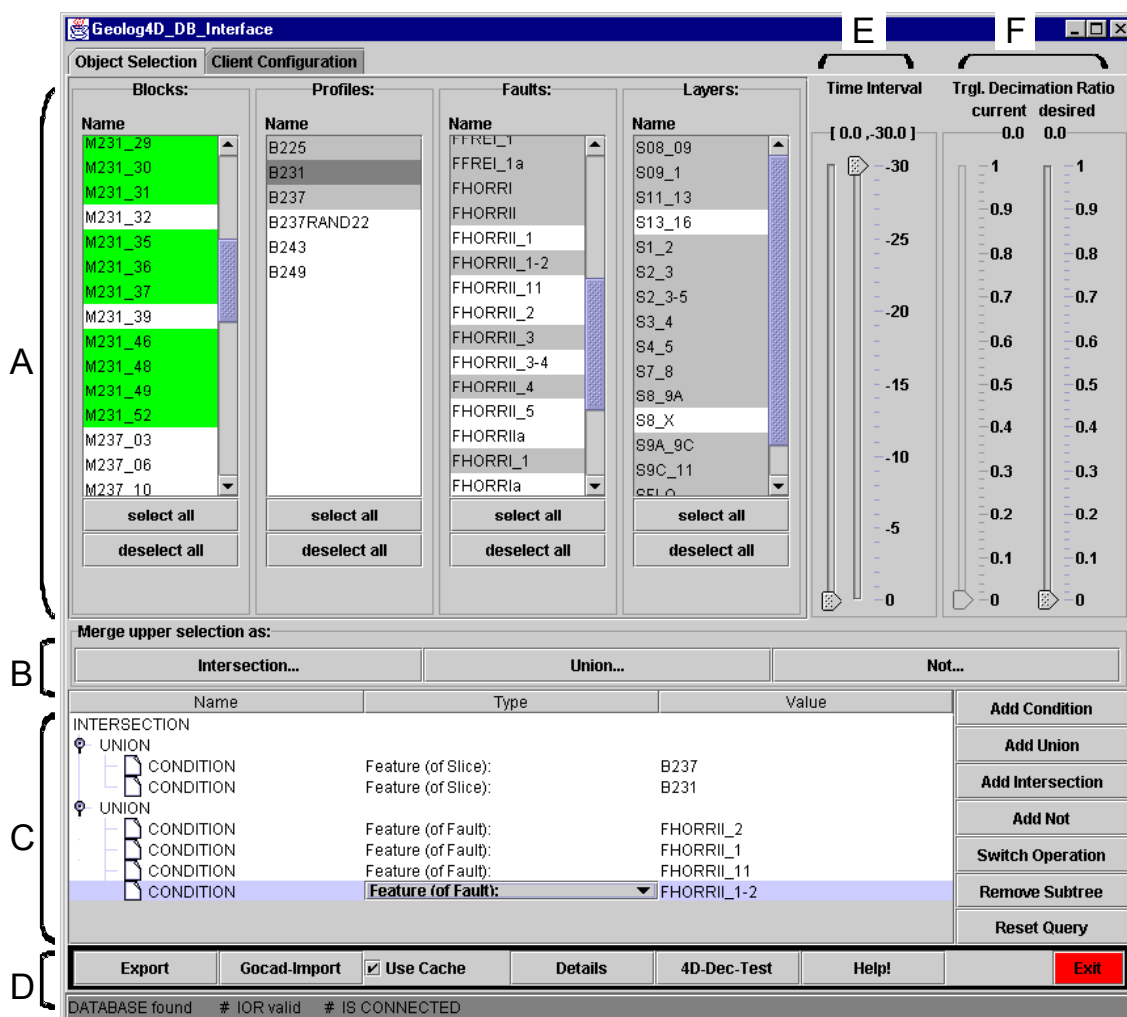 E F
Geolog4D_DB_Interface
Object Selection Client Configuration
Blocks: Profiles: Faults: Layers: Time Interval Trgl. Decimation Ratio
current desired
Name Name Name Name [ 0.0 ,-30.0 ] 0.0 0.0
A
M231_29
M231_30
M231_31
M231_32
M231_35
M231_36
M231_37
M231_39
M231_46
M231_48
M231_49
M231_52
M237_03
M237_06
M237_10
select all
deselect all
B225
B231
B237
B237RAND22
B243
B249
select all
deselect all
FFREI_1
FFREI_1a
FHORRI
FHORRII
FHORRII_1
FHORRII_1-2
FHORRII_11
FHORRII_2
FHORRII_3
FHORRII_3-4
FHORRII_4
FHORRII_5
FHORRIIa
FHORRI_1
FHORRIa
select all
deselect all
S08_09
S09_1
S11_13
S13_16
S1_2
S2_3
S2_3-5
S3_4
S4_5
S7_8
S8_9A
S8_X
S9A_9C
S9C_11
select all
deselect all
-30
-25
-20
-15
-10
-5
0
1
0.9
0.8
0.7
0.6
0.5
0.4
0.3
0.2
0.1
0
1
0.9
0.8
0.7
0.6
0.5
0.4
0.3
0.2
0.1
0
Merge upper selection as:
B
Intersection... Union... Not...
C
Name Type Value
INTERSECTION
UNION
CONDITION Feature (of Slice): B237
CONDITION Feature (of Slice): B231
UNION
CONDITION Feature (of Fault): FHORRII_2
CONDITION Feature (of Fault): FHORRII_1
CONDITION Feature (of Fault): FHORRII_11
CONDITION Feature (of Fault): FHORRII_1-2
Add Condition
Add Union
Add Intersection
Add Not
Switch Operation
Remove Subtree
Reset Query
D
Export Gocad-Import Use Cache Details 4D-Dec-Test Help! Exit
DATABASE found # IOR valid # IS CONNECTED